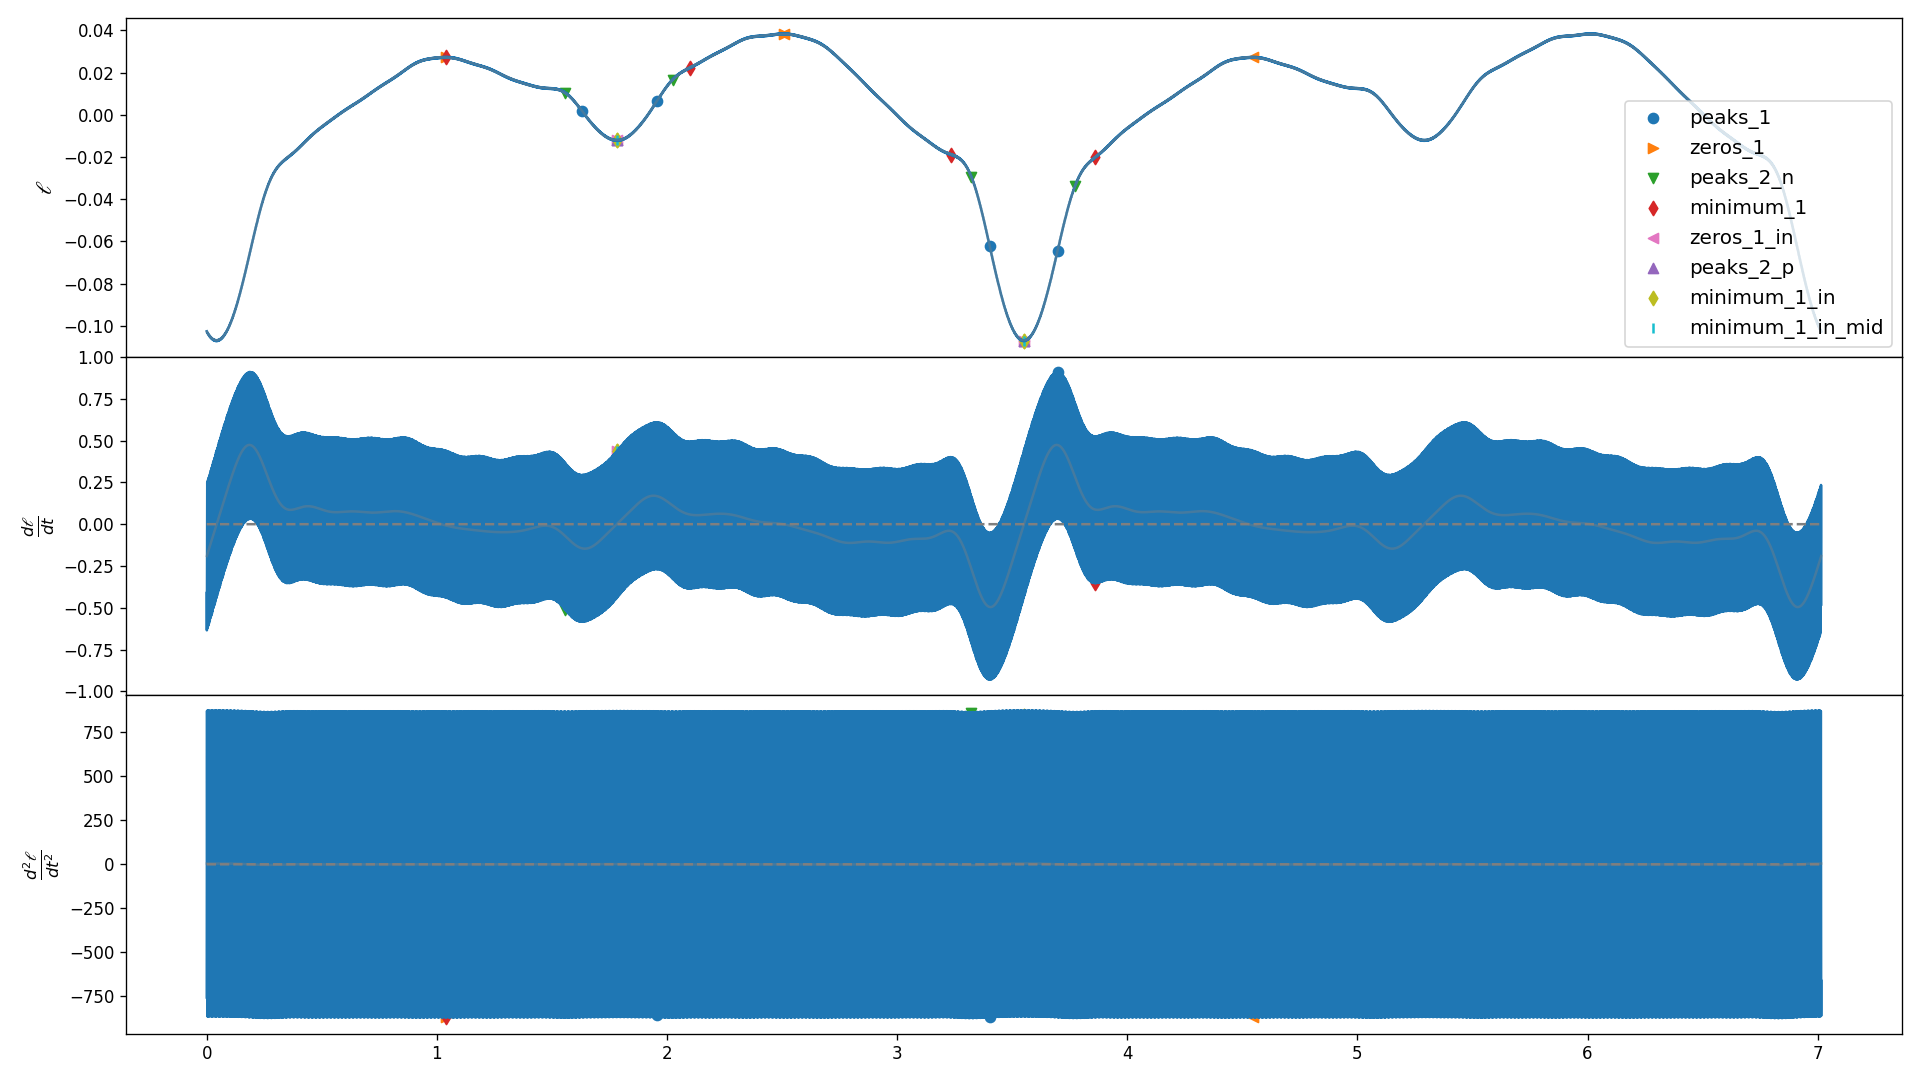 0.04
0.02
0.00
−0.02
−0.04
−0.06
−0.08
−0.10
ℓ
peaks_1
zeros_1
peaks_2_n
minimum_1
zeros_1_in
peaks_2_p
minimum_1_in
minimum_1_in_mid
1.00
0.75
0.50
0.25
0.00
−0.25
−0.50
−0.75
−1.00
dℓ
dt
750
500
250
0
−250
−500
−750
d²ℓ
dt²
0 1 2 3 4 5 6 7